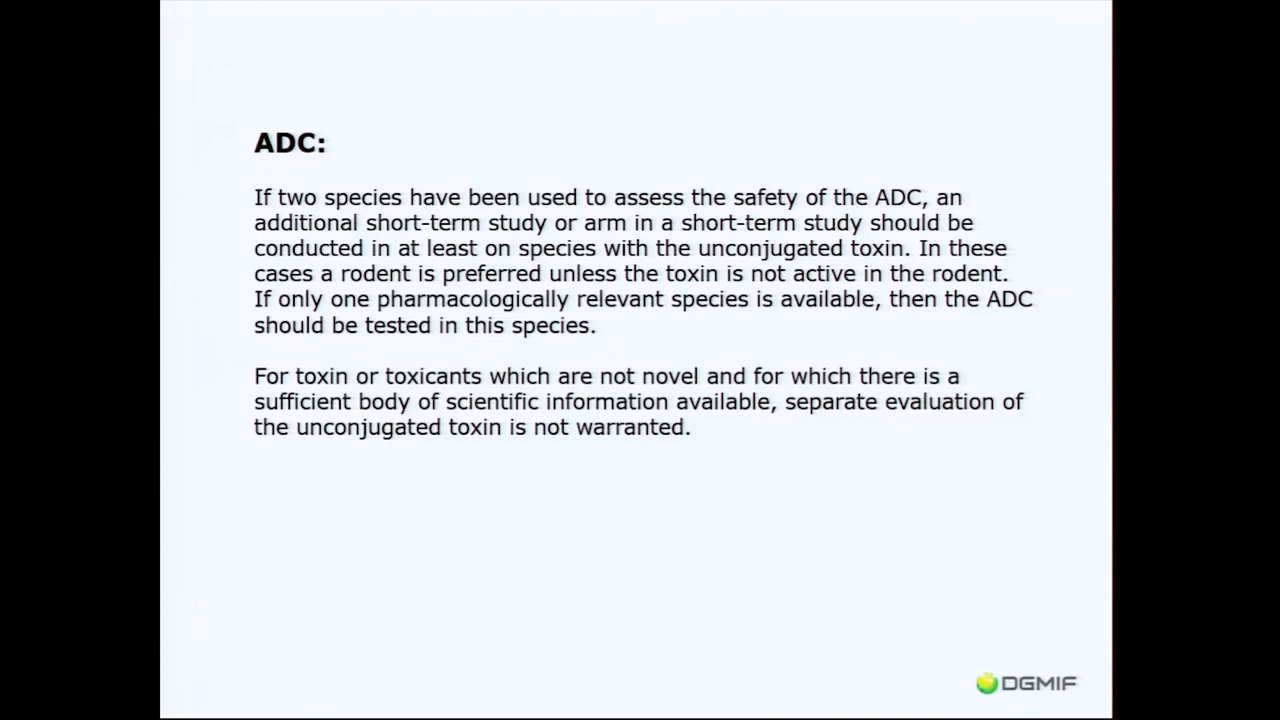 ADC:
If two species have been used to assess the safety of the ADC, an
additional short-term study or arm in a short-term study should be
conducted in at least on species with the unconjugated toxin. In these
cases a rodent is preferred unless the toxin is not active in the rodent.
If only one pharmacologically relevant species is available, then the ADC
should be tested in this species.
For toxin or toxicants which are not novel and for which there is a
sufficient body of scientific information available, separate evaluation of
the unconjugated toxin is not warranted.
DGMIF